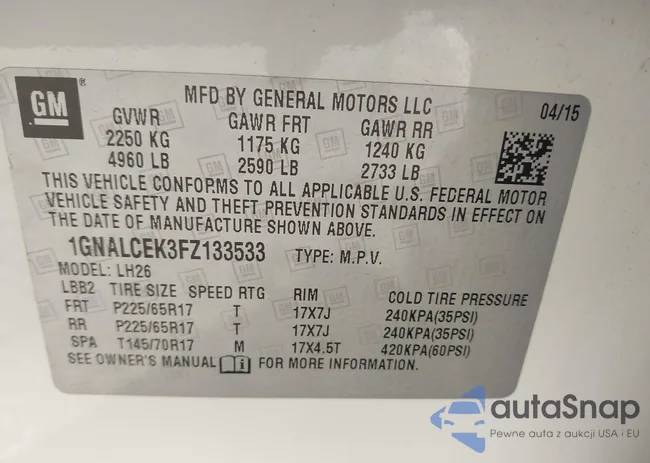 GM ®
MFD BY GENERAL MOTORS LLC
04/15
GVWR GAWR FRT GAWR RR
2250 KG 1175 KG 1240 KG
4960 LB 2590 LB 2733 LB
THIS VEHICLE CONFORMS TO ALL APPLICABLE U.S. FEDERAL MOTOR
VEHICLE SAFETY AND THEFT PREVENTION STANDARDS IN EFFECT ON
THE DATE OF MANUFACTURE SHOWN ABOVE.
1GNALCEK3FZ133533 TYPE: M.P.V.
MODEL: LH26
LBB2 TIRE SIZE SPEED RTG RIM COLD TIRE PRESSURE
FRT P225/65R17 T 17X7J 240KPA(35PSI)
RR P225/65R17 T 17X7J 240KPA(35PSI)
SPA T145/70R17 M 17X4.5T 420KPA(60PSI)
SEE OWNER'S MANUAL FOR MORE INFORMATION.
autaSnap
Pewne auta z aukcji USA i EU